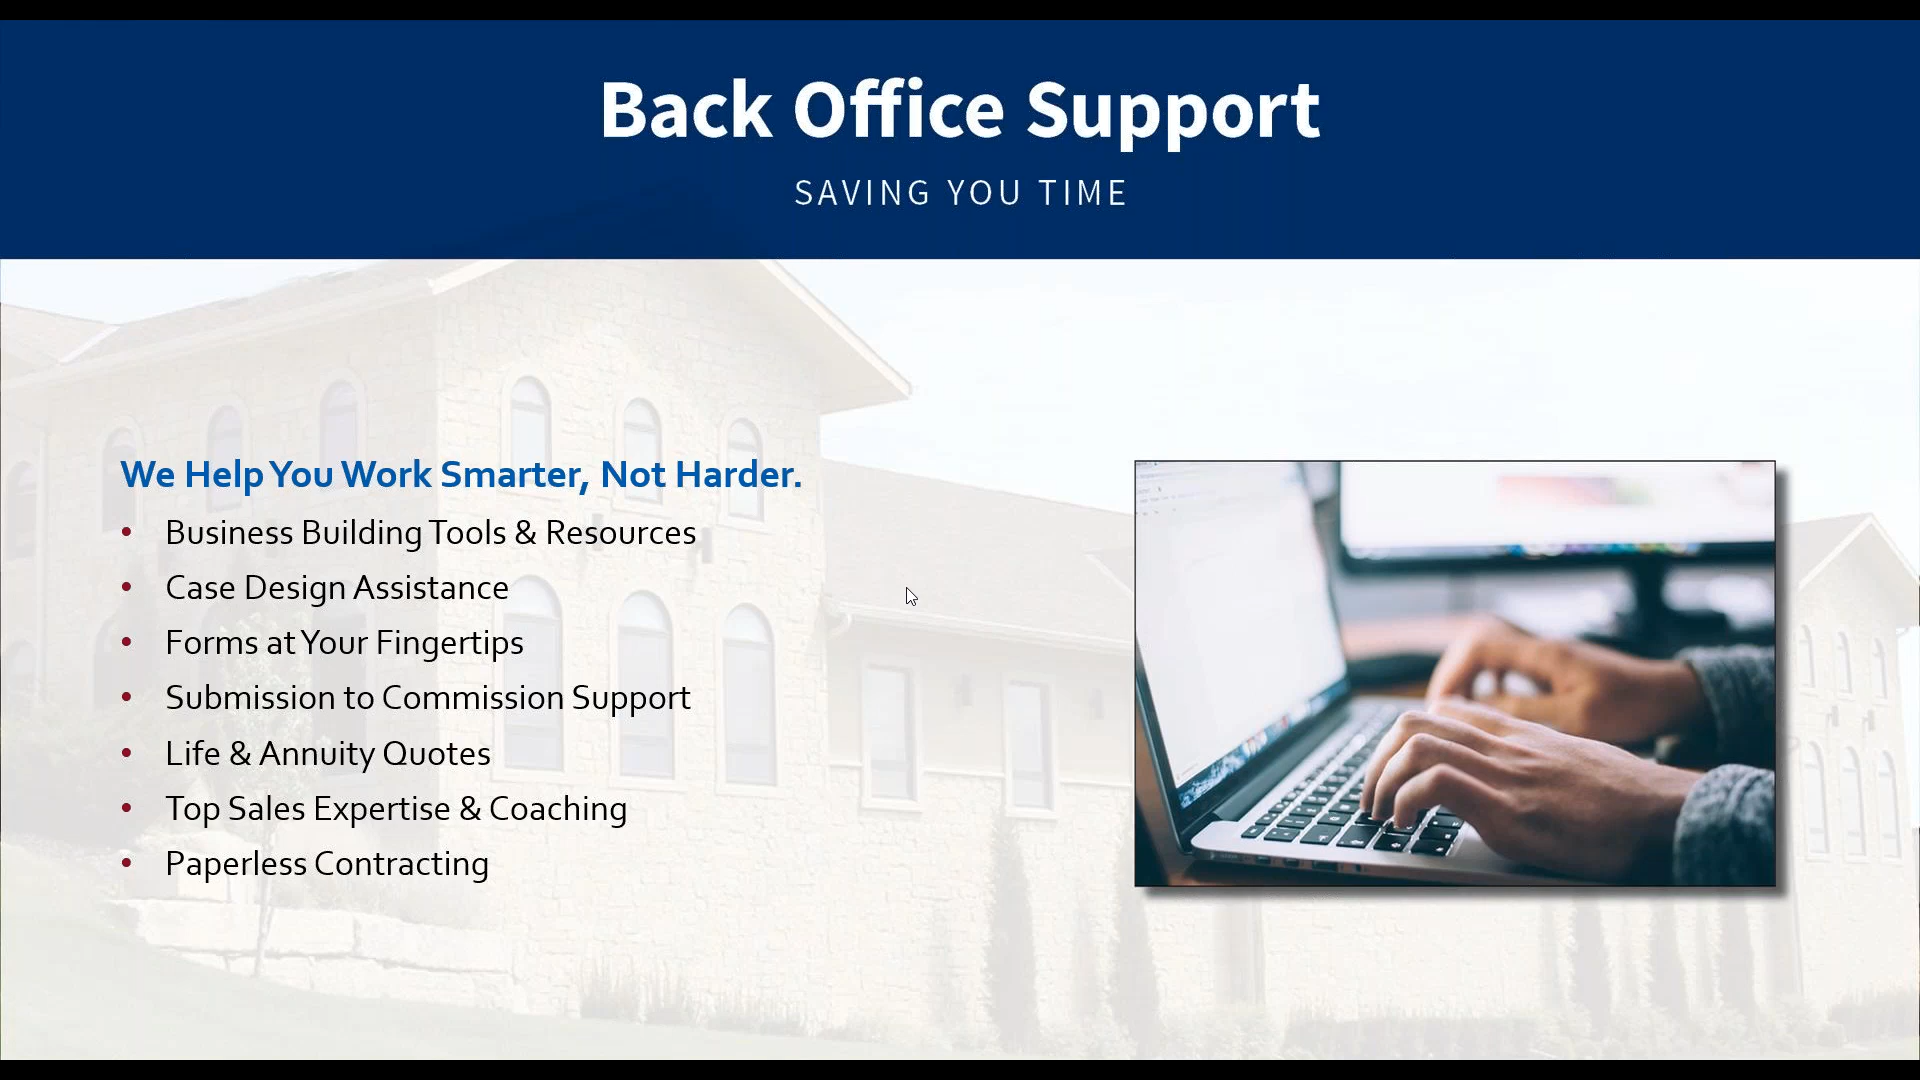 Back Office Support
SAVING YOU TIME
We Help You Work Smarter, Not Harder.
• Business Building Tools & Resources
• Case Design Assistance
• Forms at Your Fingertips
• Submission to Commission Support
• Life & Annuity Quotes
• Top Sales Expertise & Coaching
• Paperless Contracting